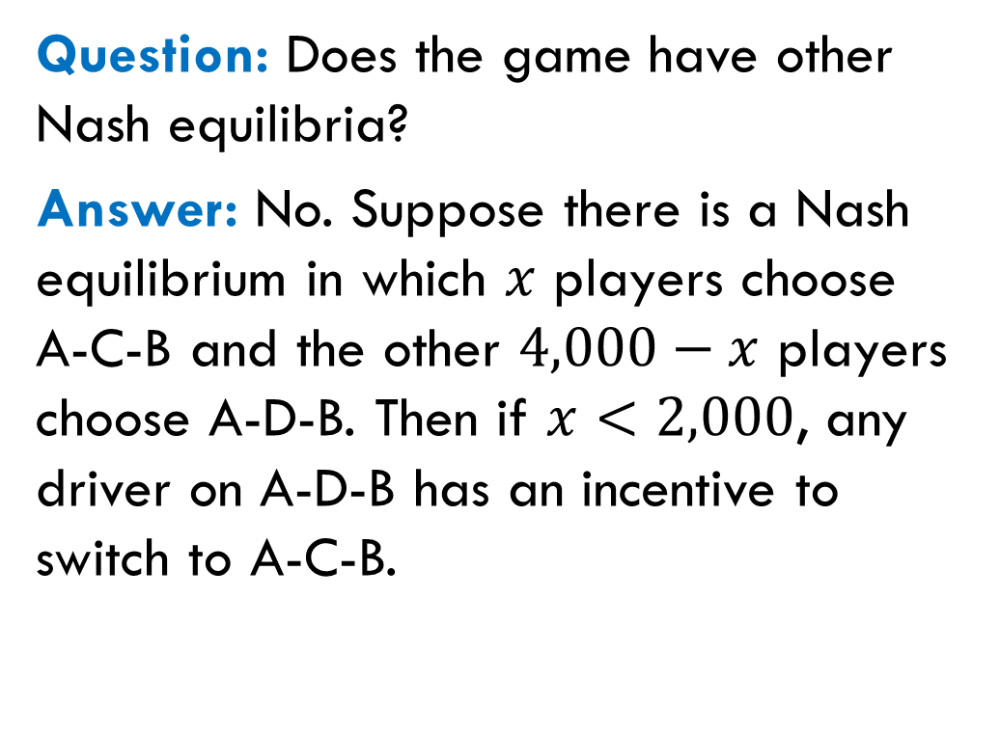 Question: Does the game have other
Nash equilibria?
Answer: No. Suppose there is a Nash
equilibrium in which 𝑥 players choose
A-C-B and the other 4,000 − 𝑥 players
choose A-D-B. Then if 𝑥 < 2,000, any
driver on A-D-B has an incentive to
switch to A-C-B.